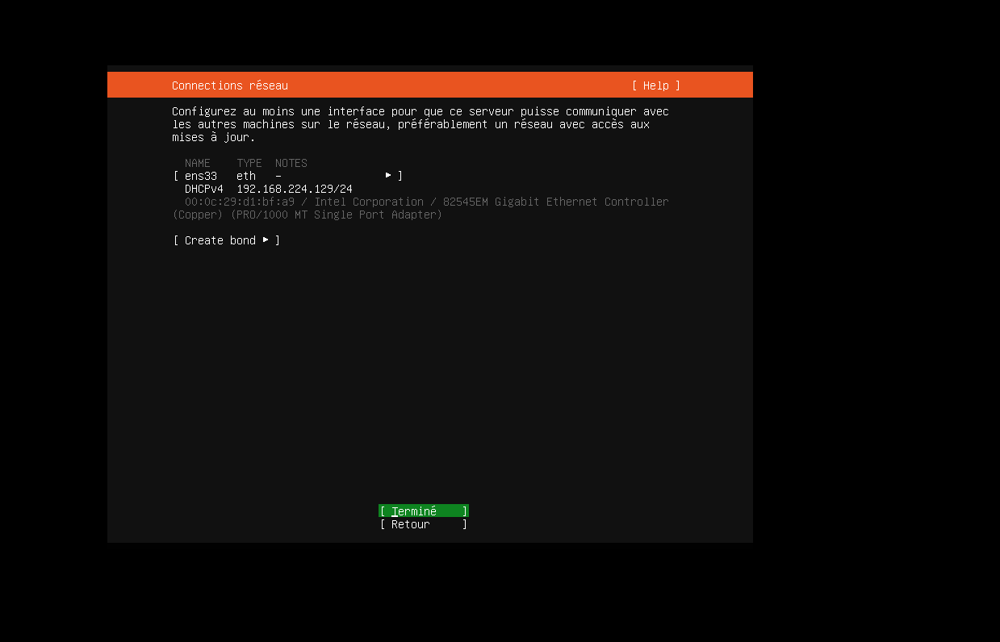 Connections réseau [ Help ]
Configurez au moins une interface pour que ce serveur puisse communiquer avec
les autres machines sur le réseau, préférablement un réseau avec accès aux
mises à jour.
NAME TYPE NOTES
[ ens33 eth – ▸ ]
DHCPv4 192.168.224.129/24
00:0c:29:d1:bf:a9 / Intel Corporation / 82545EM Gigabit Ethernet Controller
(Copper) (PRO/1000 MT Single Port Adapter)
[ Create bond ▸ ]
[ Terminé ]
[ Retour ]